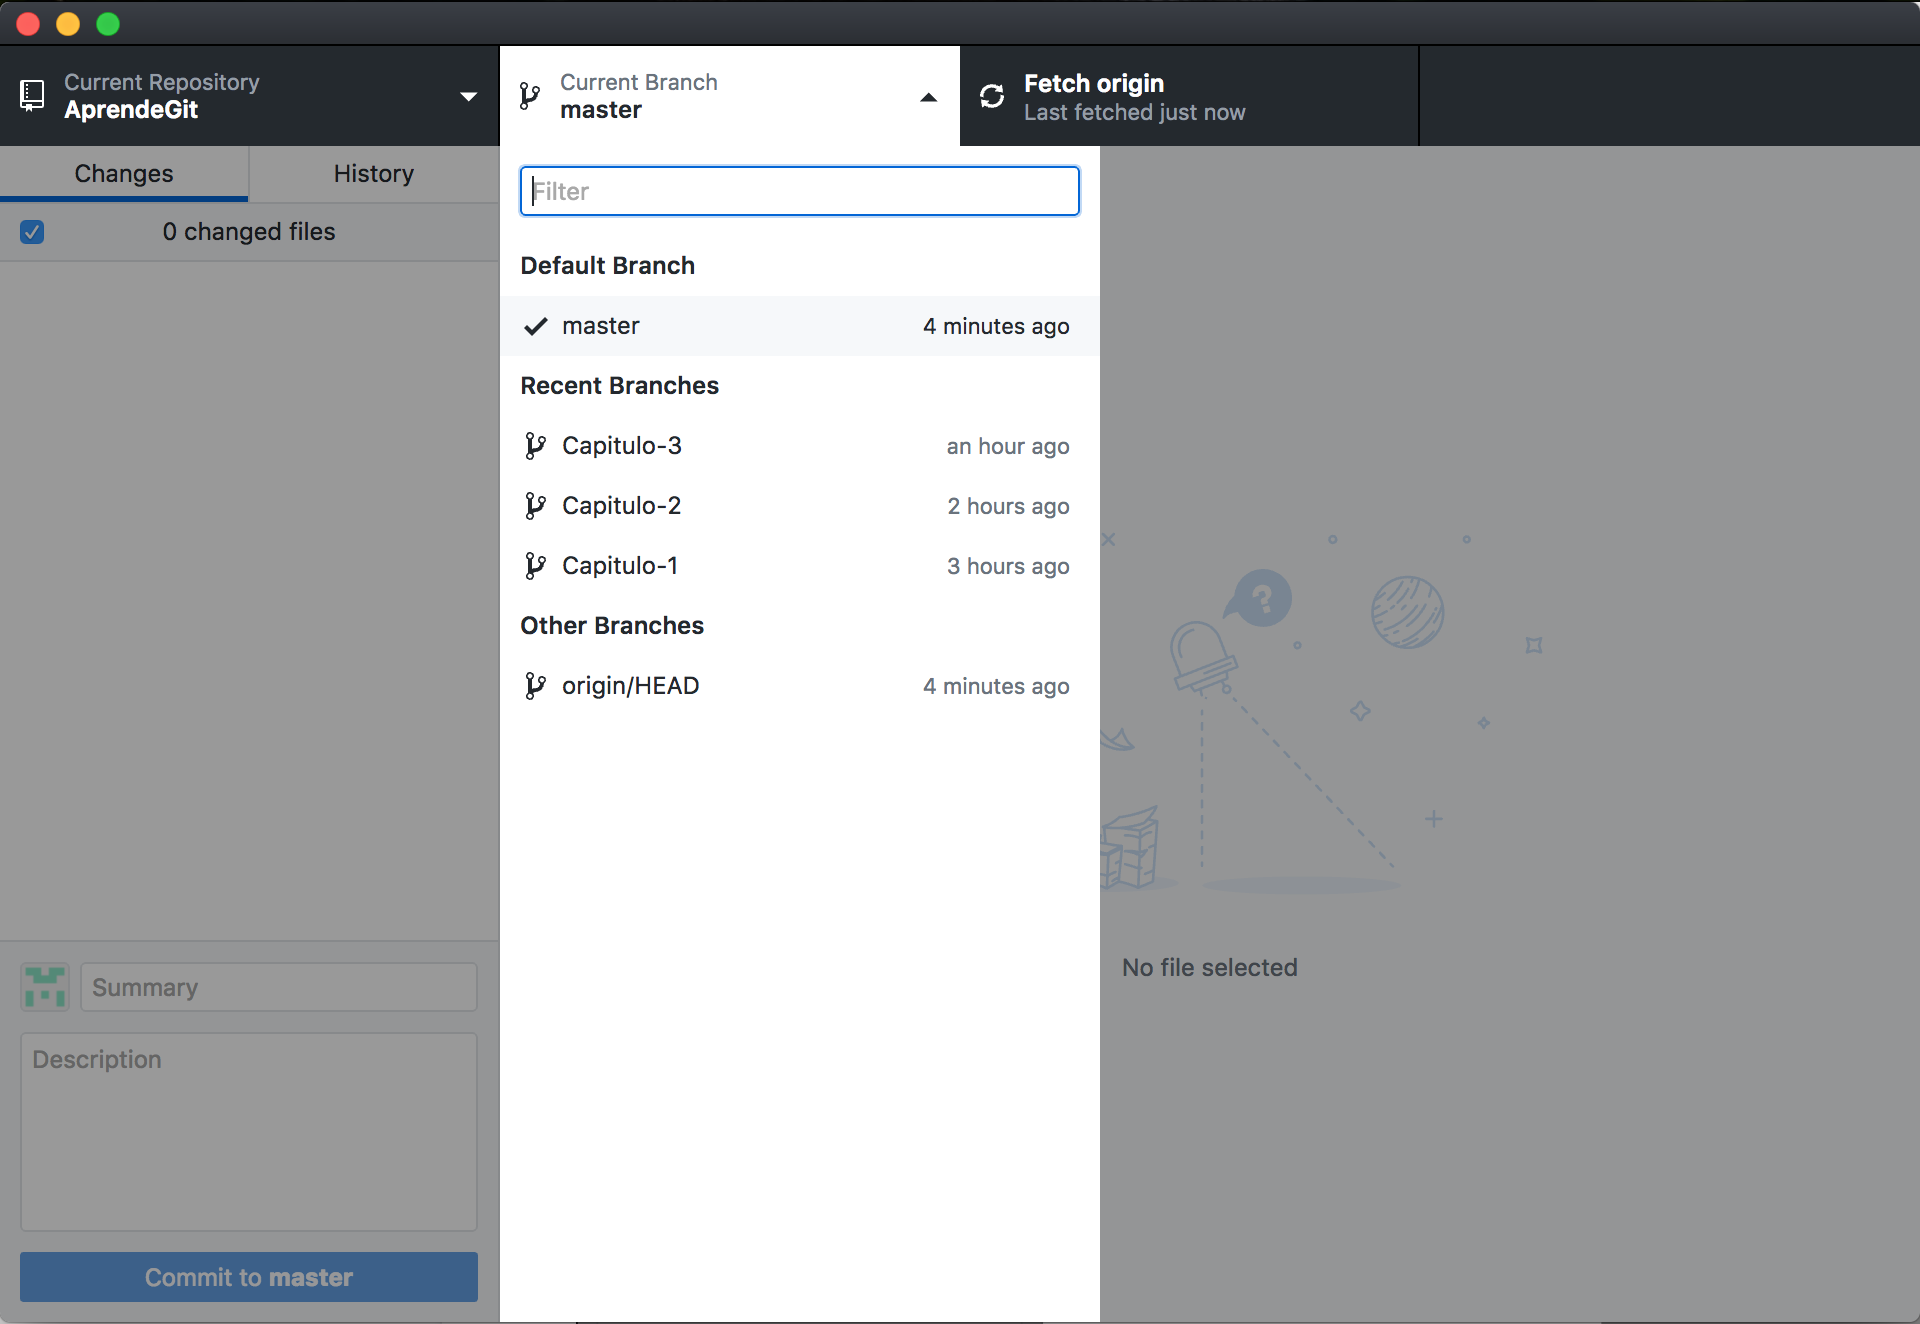 Current Repository
AprendeGit
Current Branch
master
Fetch origin
Last fetched just now
Changes
History
0 changed files
Filter
Default Branch
master
4 minutes ago
Recent Branches
Capitulo-3
an hour ago
Capitulo-2
2 hours ago
Capitulo-1
3 hours ago
Other Branches
origin/HEAD
4 minutes ago
?
No file selected
Summary
Description
Commit to master